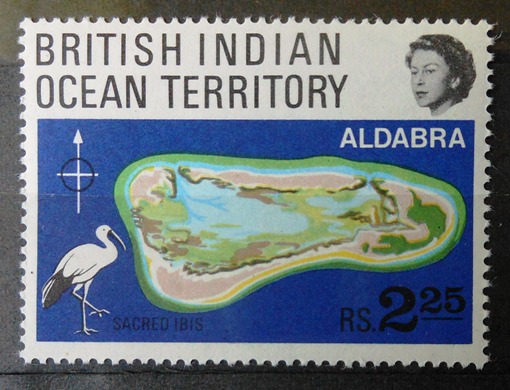 BRITISH INDIAN
OCEAN TERRITORY
ALDABRA
SACRED IBIS
RS. 2 25